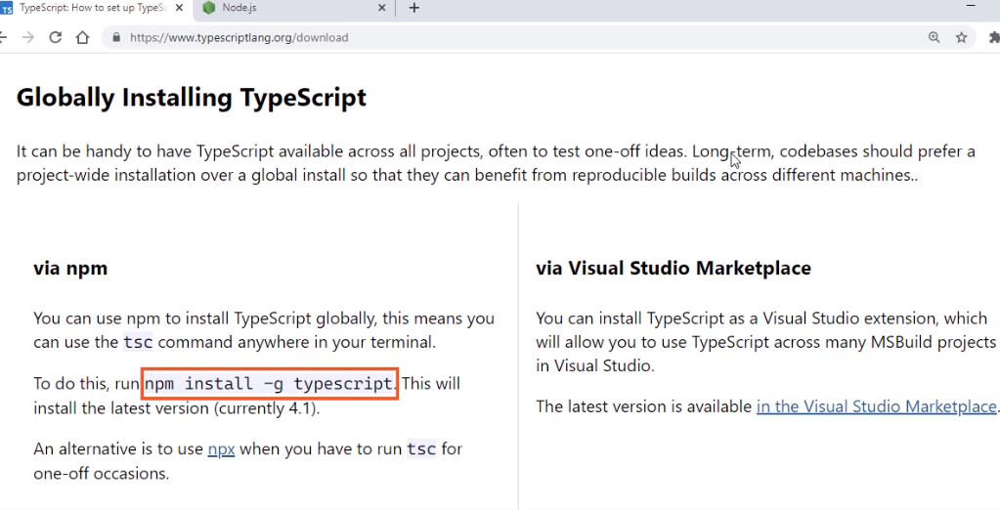 TypeScript: How to set up TypeSc
Node.js
https://www.typescriptlang.org/download
Globally Installing TypeScript
It can be handy to have TypeScript available across all projects, often to test one-off ideas. Long-term, codebases should prefer a
project-wide installation over a global install so that they can benefit from reproducible builds across different machines..
via npm
You can use npm to install TypeScript globally, this means you
can use the tsc command anywhere in your terminal.
To do this, run npm install -g typescript. This will
install the latest version (currently 4.1).
An alternative is to use npx when you have to run tsc for
one-off occasions.
via Visual Studio Marketplace
You can install TypeScript as a Visual Studio extension, which
will allow you to use TypeScript across many MSBuild projects
in Visual Studio.
The latest version is available in the Visual Studio Marketplace.